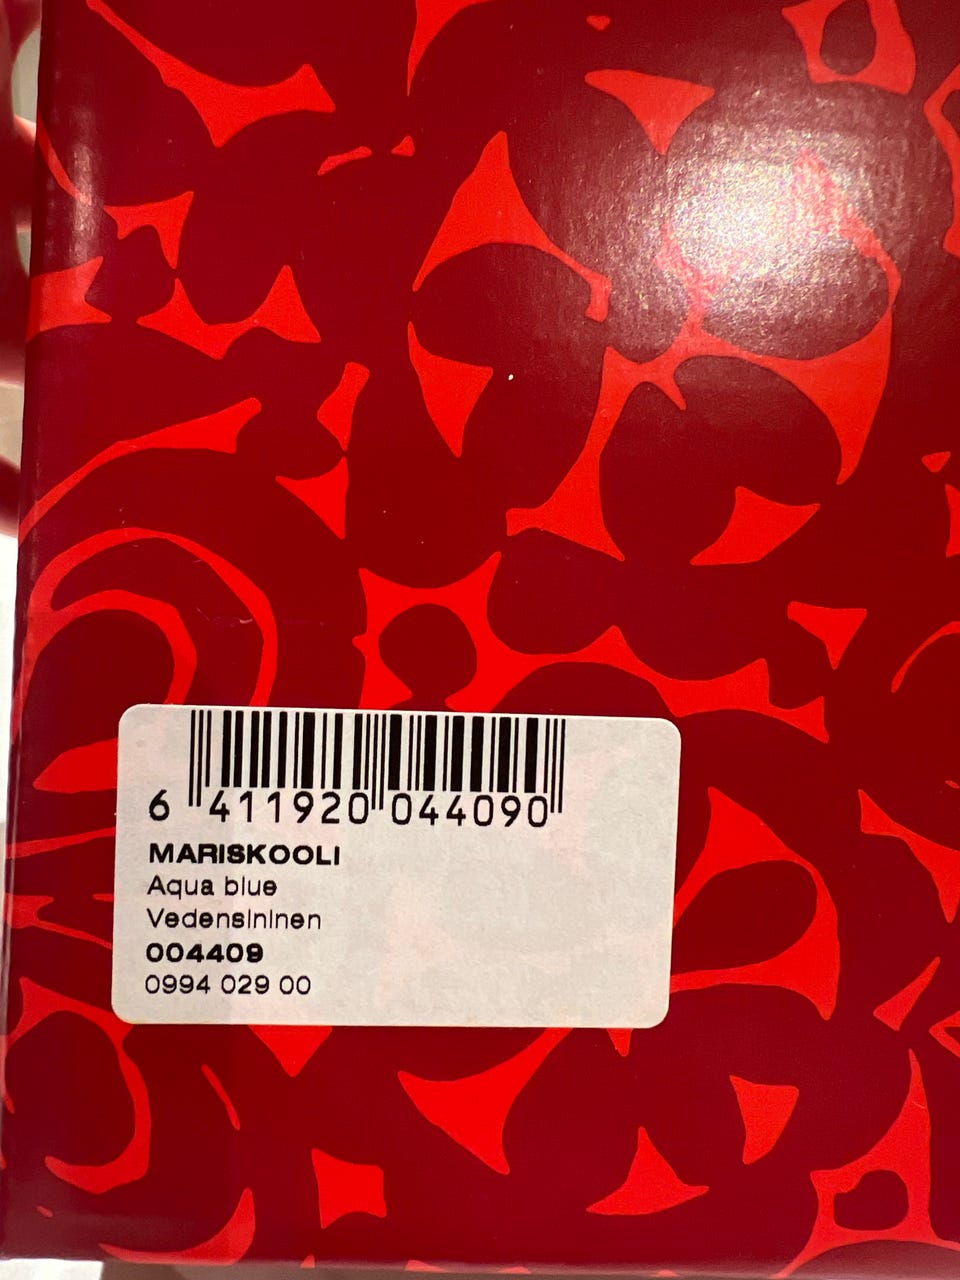 6 411920 044090
MARISKOOLI
Aqua blue
Vedensininen
004409
0994 029 00